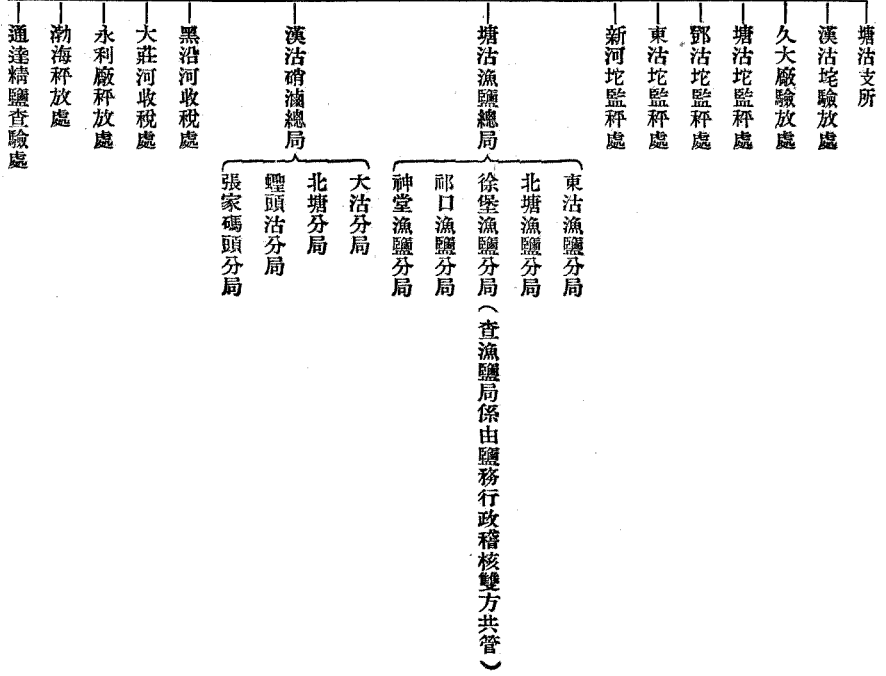 塘沽支所
漢沽坨驗放處
久大廠驗放處
塘沽坨監秤處
鄧沽坨監秤處
東沽坨監秤處
新河坨監秤處
塘沽漁鹽總局
東沽漁鹽分局
北塘漁鹽分局
徐堡漁鹽分局（查漁鹽局係由鹽務行政稽核雙方共管）
祁口漁鹽分局
神堂漁鹽分局
漢沽硝滷總局
大沽分局
北塘分局
蟶頭沽分局
張家碼頭分局
黑沿河收稅處
大莊河收稅處
永利廠秤放處
渤海秤放處
通達精鹽查驗處